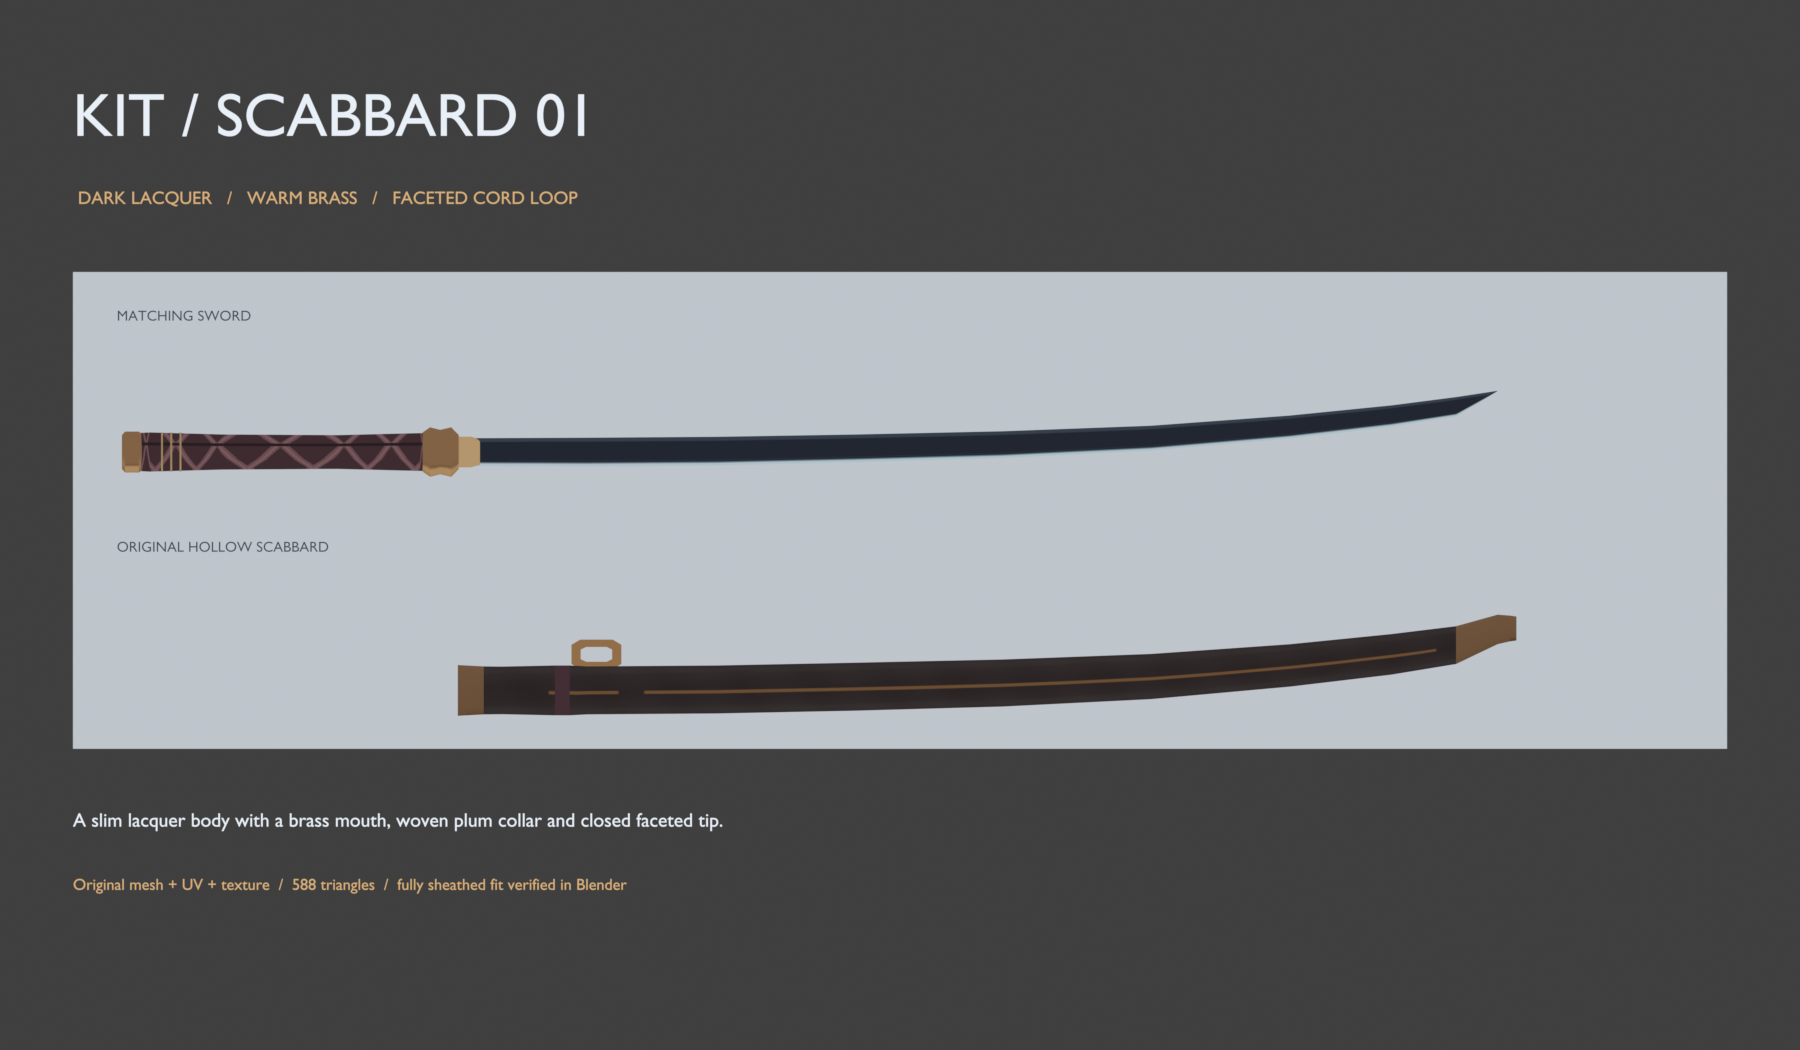 KIT / SCABBARD 01
DARK LACQUER / WARM BRASS / FACETED CORD LOOP
MATCHING SWORD
ORIGINAL HOLLOW SCABBARD
A slim lacquer body with a brass mouth, woven plum collar and closed faceted tip.
Original mesh + UV + texture / 588 triangles / fully sheathed fit verified in Blender